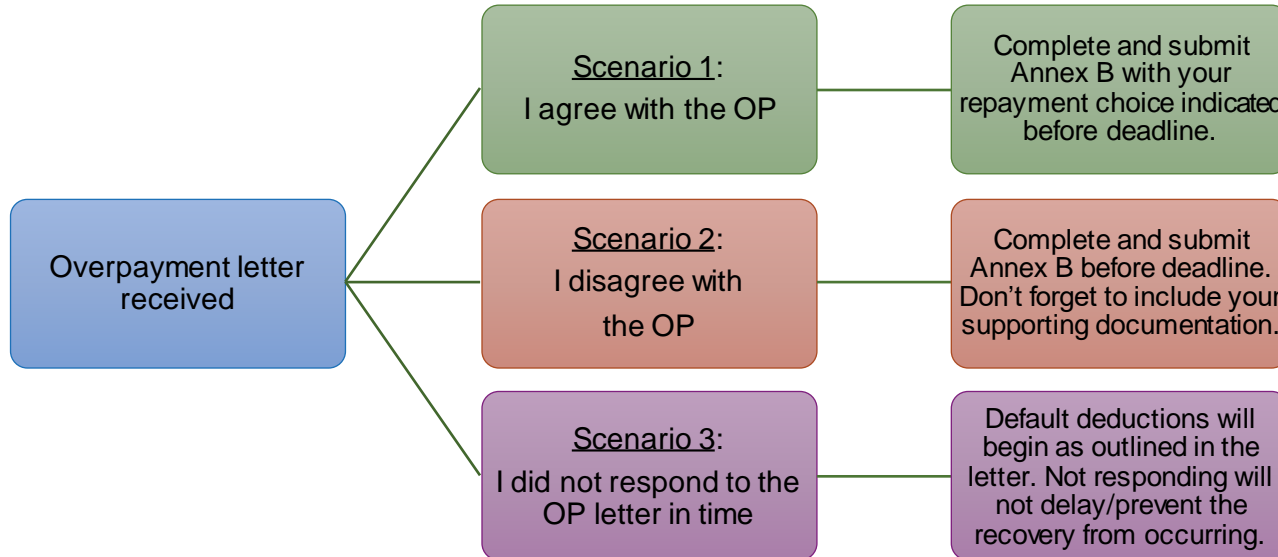 Overpayment letter
received
Scenario 1:
I agree with the OP
Complete and submit
Annex B with your
repayment choice indicated
before deadline.
Scenario 2:
I disagree with
the OP
Complete and submit
Annex B before deadline.
Don’t forget to include your
supporting documentation.
Scenario 3:
I did not respond to the
OP letter in time
Default deductions will
begin as outlined in the
letter. Not responding will
not delay/prevent the
recovery from occurring.